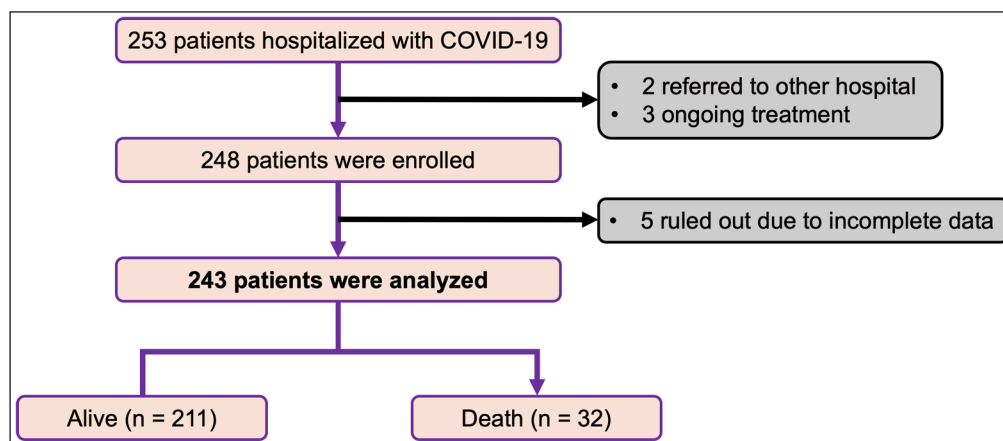 253 patients hospitalized with COVID-19
• 2 referred to other hospital
• 3 ongoing treatment
248 patients were enrolled
• 5 ruled out due to incomplete data
243 patients were analyzed
Alive (n = 211)
Death (n = 32)